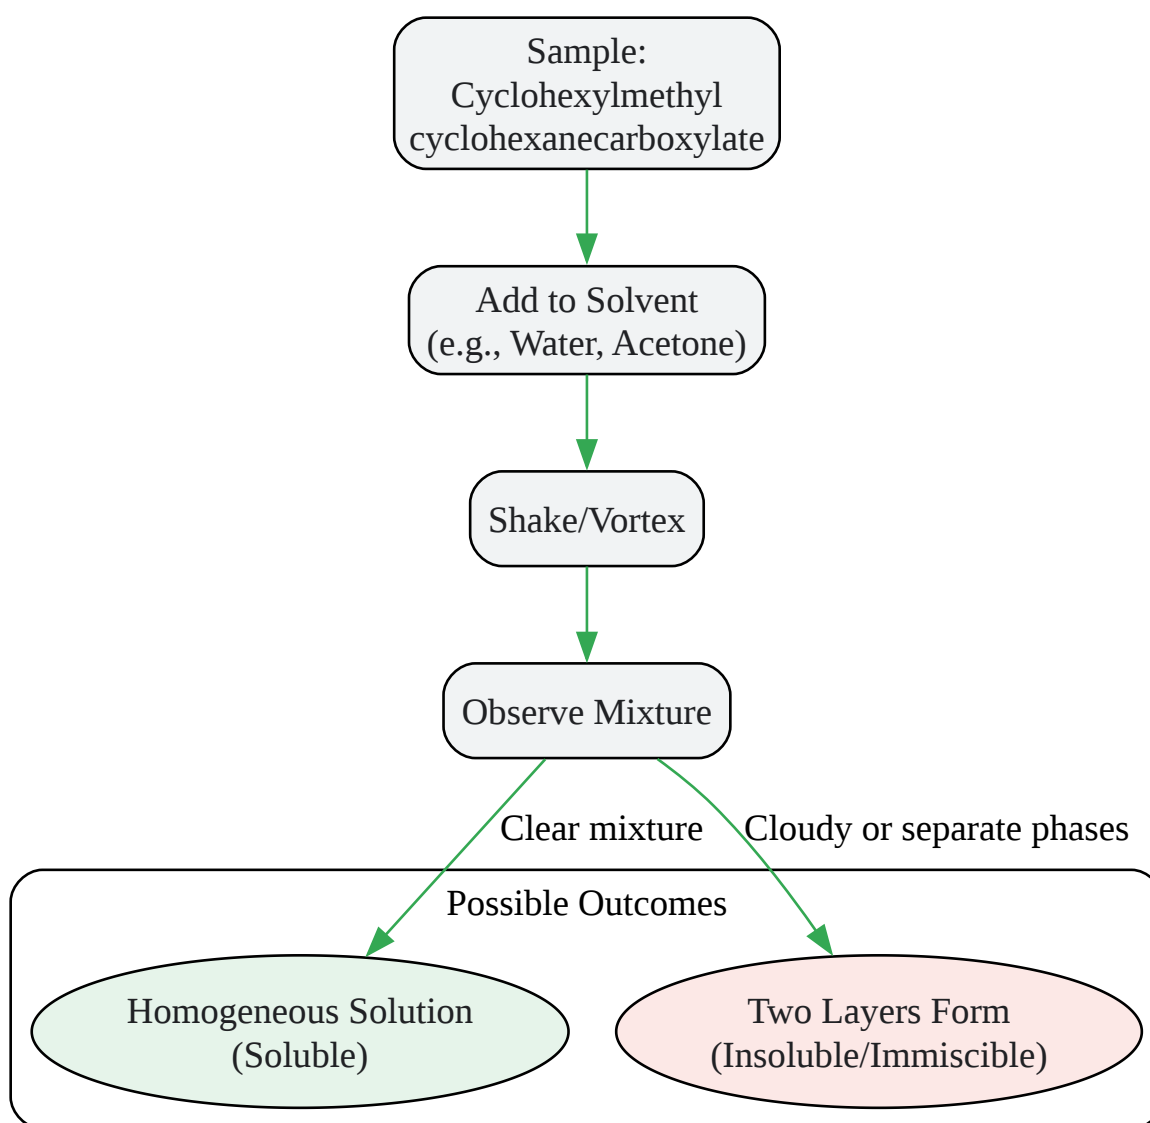 Sample:
Cyclohexylmethyl
cyclohexanecarboxylate
Add to Solvent
(e.g., Water, Acetone)
Shake/Vortex
Observe Mixture
Clear mixture
Cloudy or separate phases
Possible Outcomes
Homogeneous Solution
(Soluble)
Two Layers Form
(Insoluble/Immiscible)